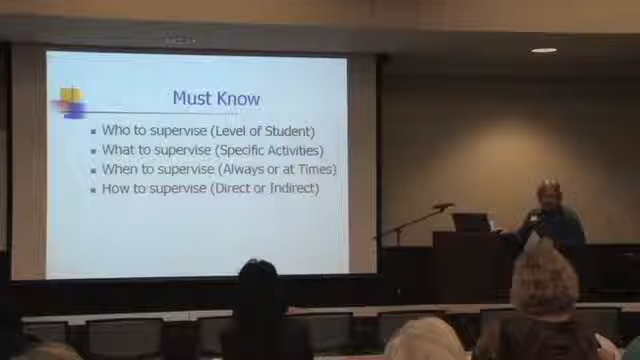 Must Know
Who to supervise (Level of Student)
What to supervise (Specific Activities)
When to supervise (Always or at Times)
How to supervise (Direct or Indirect)